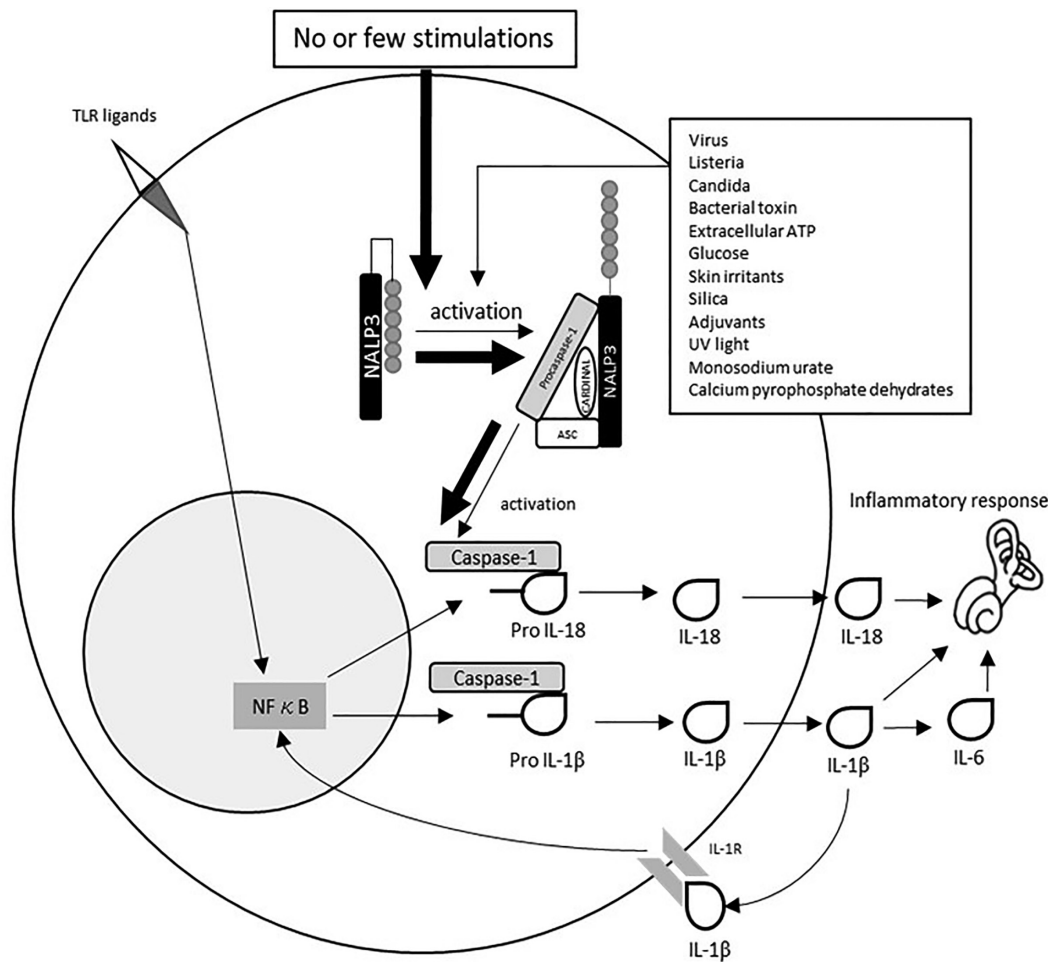 No or few stimulations
TLR ligands
Virus
Listeria
Candida
Bacterial toxin
Extracellular ATP
Glucose
Skin irritants
Silica
Adjuvants
UV light
Monosodium urate
Calcium pyrophosphate dehydrates
NALP3
activation
Procaspase-1
CARDINAL
NALP3
ASC
activation
Inflammatory response
Caspase-1
Pro IL-18
IL-18
IL-18
Caspase-1
NF κ B
Pro IL-1β
IL-1β
IL-1β
IL-6
IL-1R
IL-1β